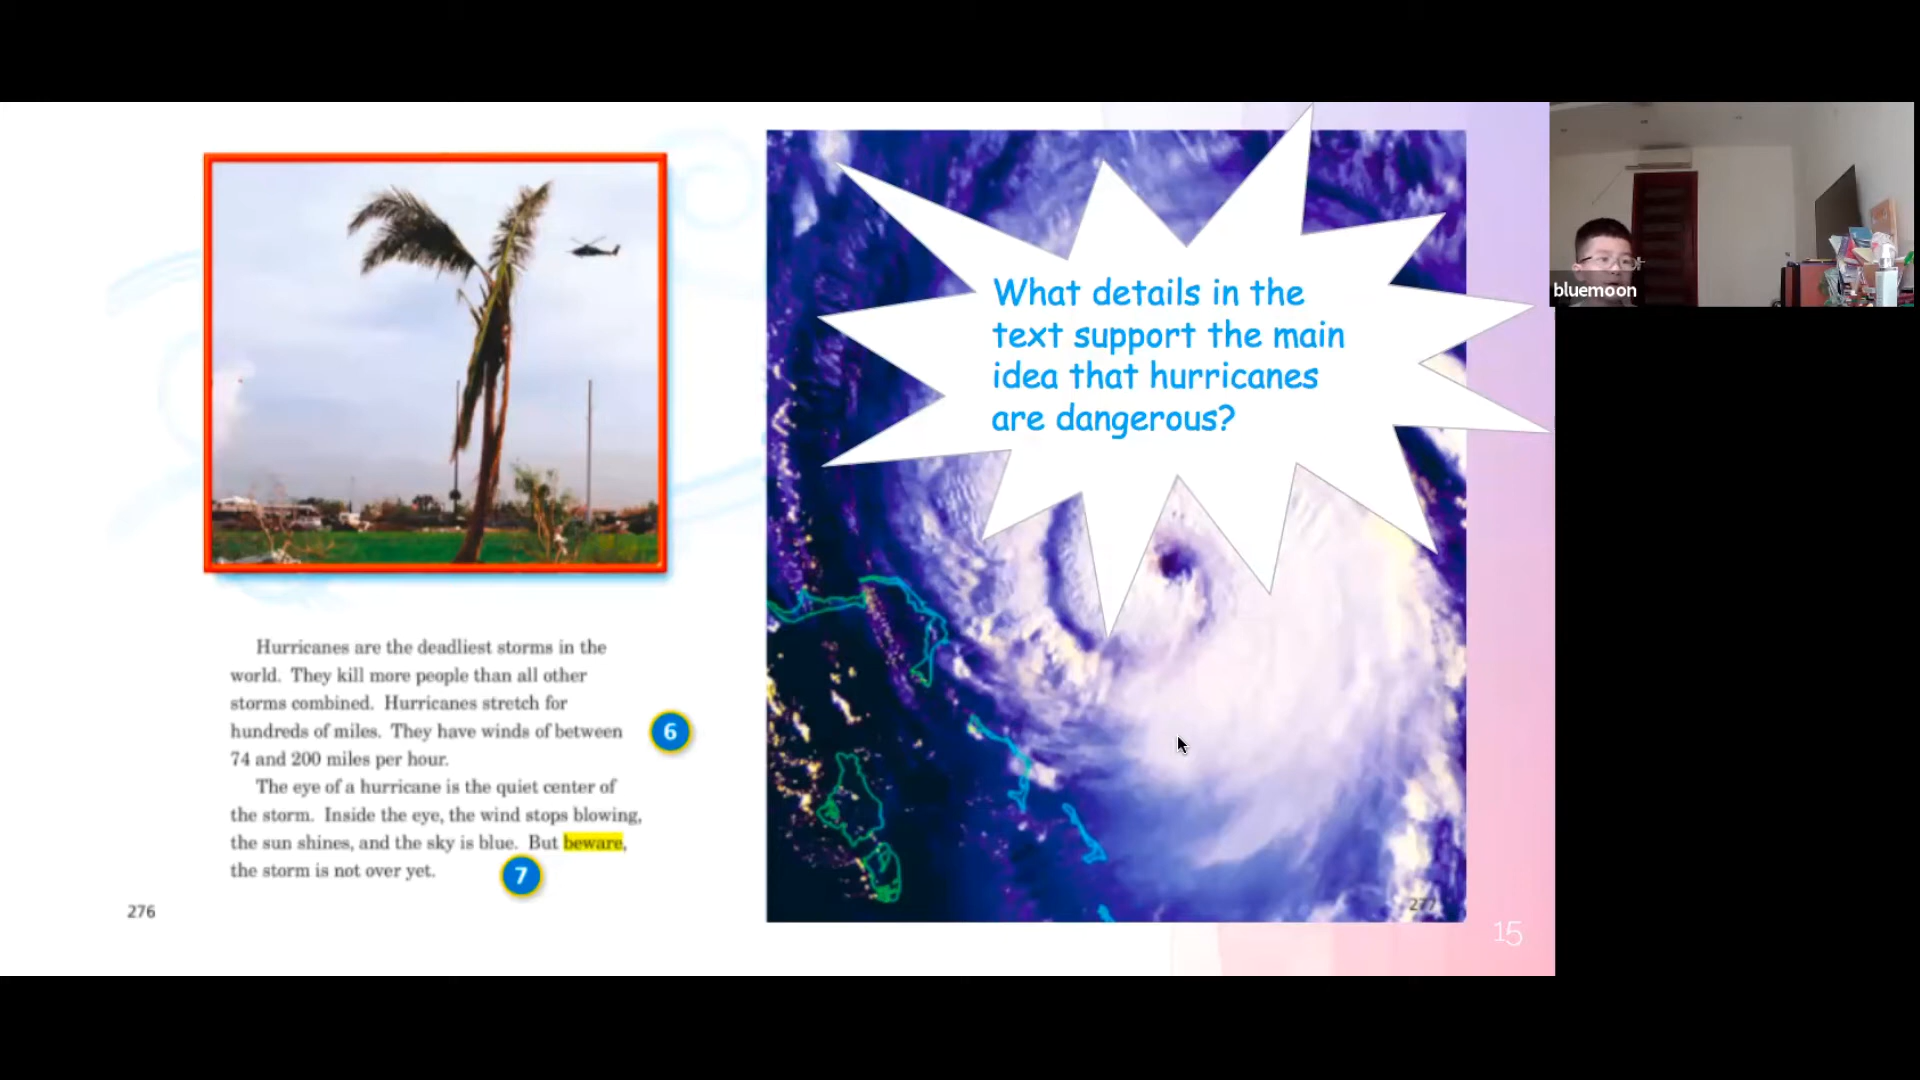 Hurricanes are the deadliest storms in the
world. They kill more people than all other
storms combined. Hurricanes stretch for
hundreds of miles. They have winds of between
74 and 200 miles per hour.
6
The eye of a hurricane is the quiet center of
the storm. Inside the eye, the wind stops blowing,
the sun shines, and the sky is blue. But beware,
the storm is not over yet.
7
276
What details in the
text support the main
idea that hurricanes
are dangerous?
277
15
bluemoon